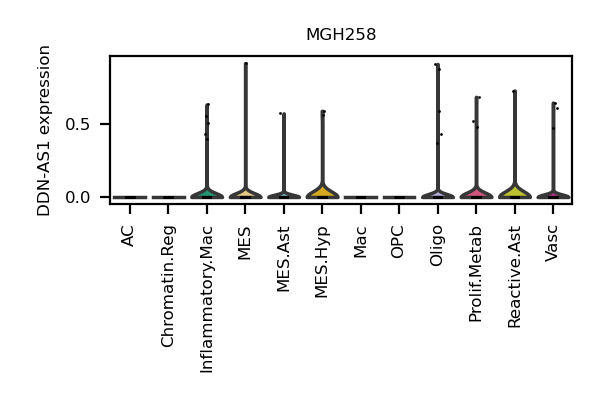 MGH258
DDN-AS1 expression
0.5
0.0
AC
Chromatin.Reg
Inflammatory.Mac
MES
MES.Ast
MES.Hyp
Mac
OPC
Oligo
Prolif.Metab
Reactive.Ast
Vasc